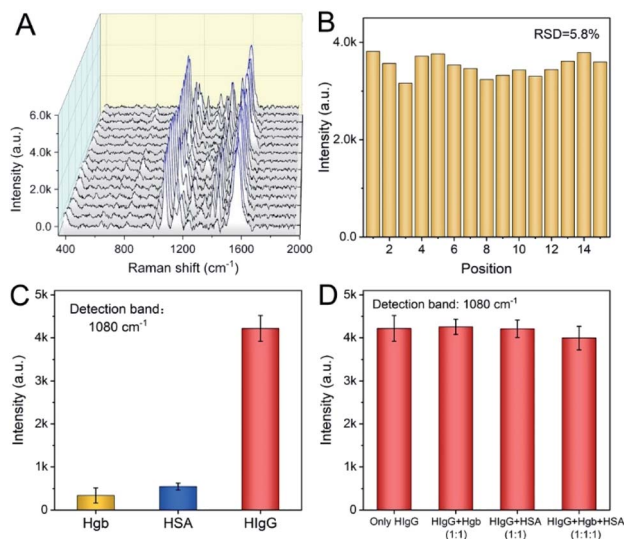 A
Intensity (a.u.)
6.0k
4.0k
2.0k
0.0
400
800
1200
1600
2000
Raman shift (cm-1)
B
RSD=5.8%
Intensity (a.u.)
4.0k
2.0k
0.0
2
4
6
8
10
12
14
Position
C
Detection band:
1080 cm-1
Intensity (a.u.)
5k
4k
3k
2k
1k
0
Hgb
HSA
HIgG
D
Detection band: 1080 cm-1
Intensity (a.u.)
5k
4k
3k
2k
1k
0
Only HIgG
HIgG+Hgb
(1:1)
HIgG+HSA
(1:1)
HIgG+Hgb+HSA
(1:1:1)